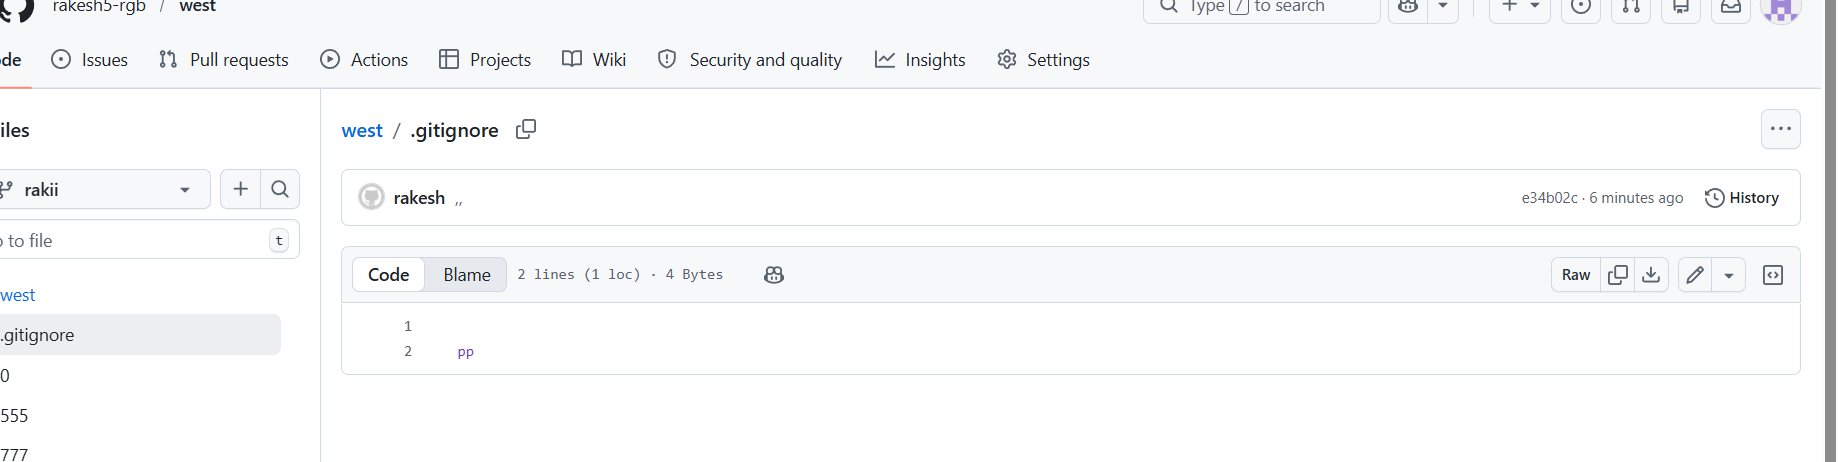 rakesh5-rgb / west
Type / to search
ode Issues Pull requests Actions Projects Wiki Security and quality Insights Settings
iles
west / .gitignore
rakii
rakesh ,,
e34b02c · 6 minutes ago History
o to file t
Code Blame 2 lines (1 loc) · 4 Bytes
Raw
west
1
.gitignore
2 pp
0
555
777